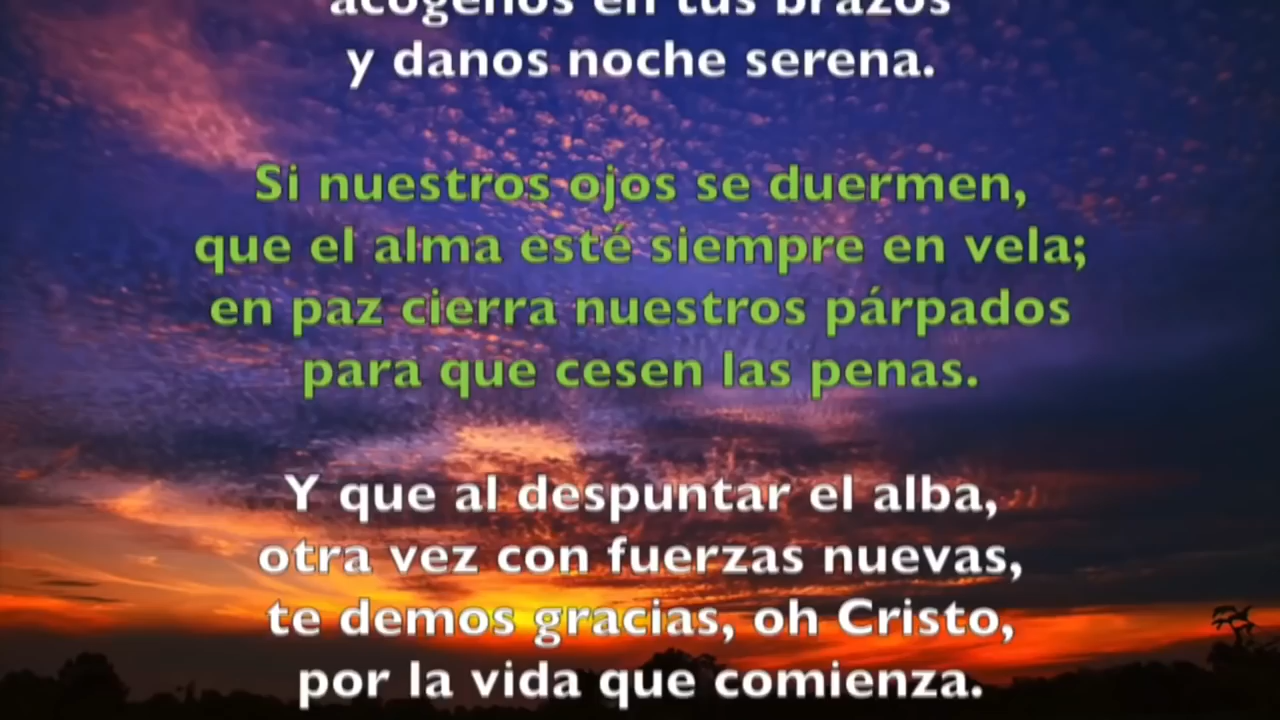 acógenos en tus brazos
y danos noche serena.
Si nuestros ojos se duermen,
que el alma esté siempre en vela;
en paz cierra nuestros párpados
para que cesen las penas.
Y que al despuntar el alba,
otra vez con fuerzas nuevas,
te demos gracias, oh Cristo,
por la vida que comienza.